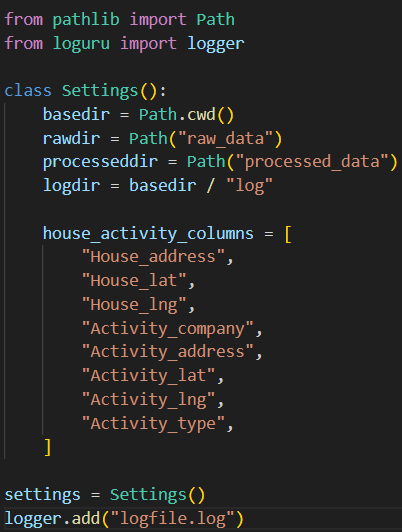 from pathlib import Path
from loguru import logger

class Settings():
    basedir = Path.cwd()
    rawdir = Path("raw_data")
    processeddir = Path("processed_data")
    logdir = basedir / "log"

    house_activity_columns = [
        "House_address",
        "House_lat",
        "House_lng",
        "Activity_company",
        "Activity_address",
        "Activity_lat",
        "Activity_lng",
        "Activity_type",
    ]

settings = Settings()
logger.add("logfile.log")